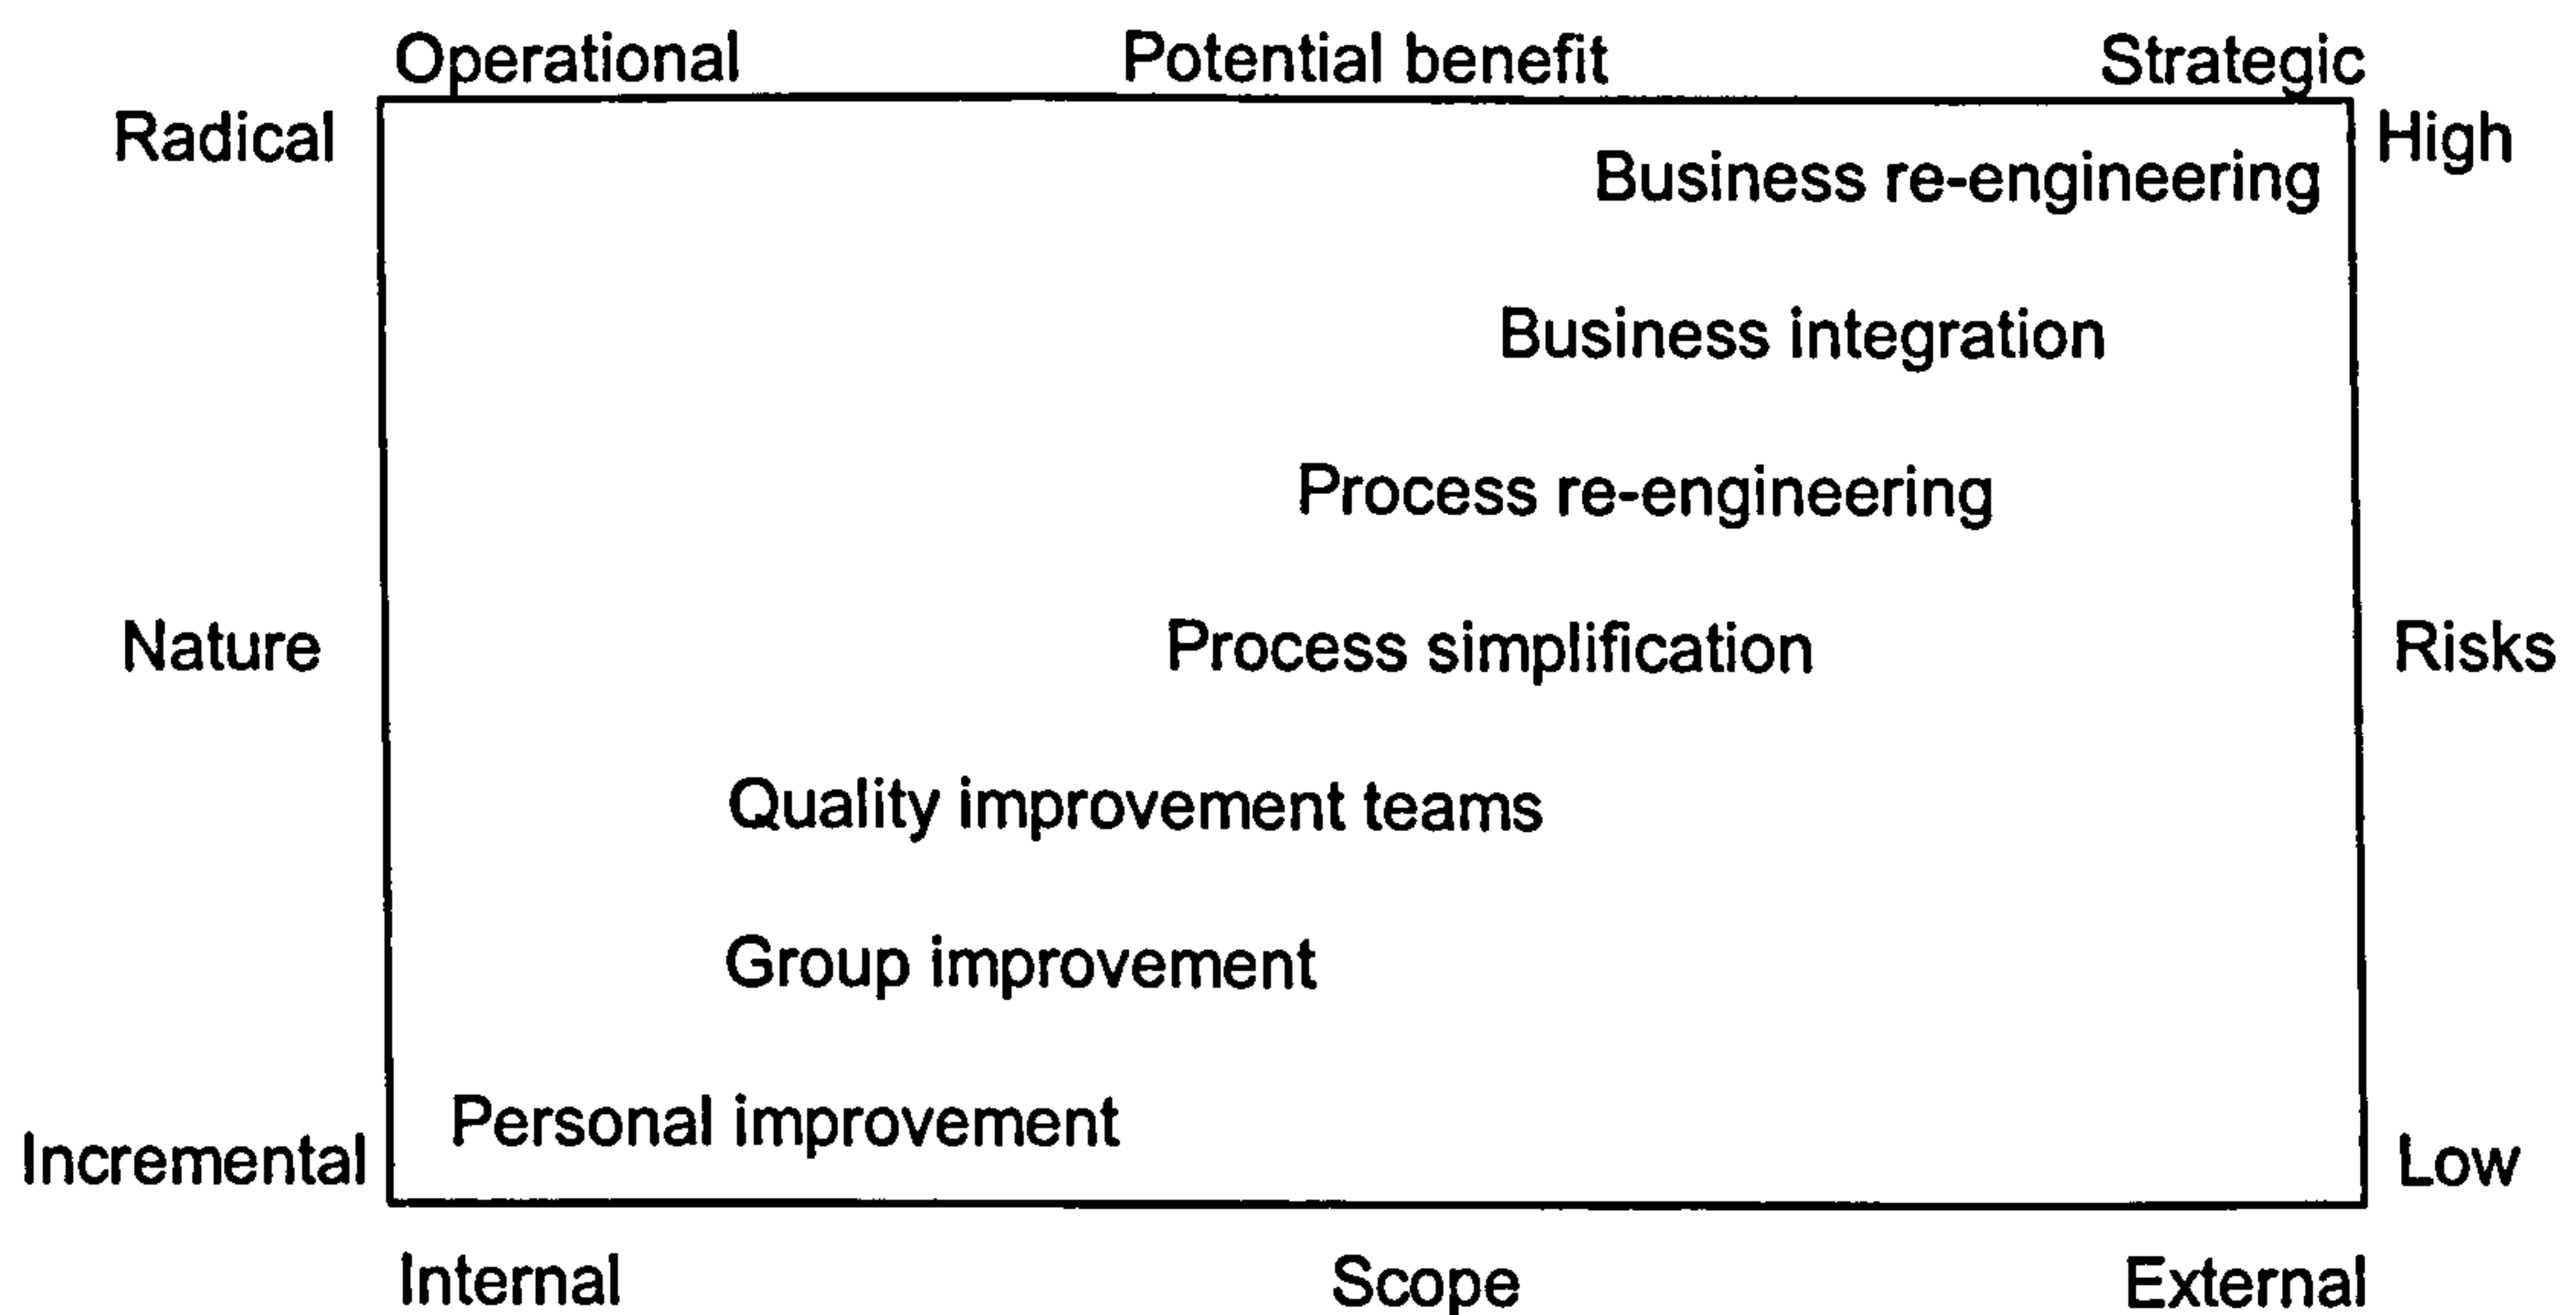 Operational Potential benefit Strategic
Radical High
Business re-engineering
Business integration
Process re-engineering
Nature Process simplification Risks
Quality improvement teams
Group improvement
Personal improvement
Incremental Low
Internal Scope External